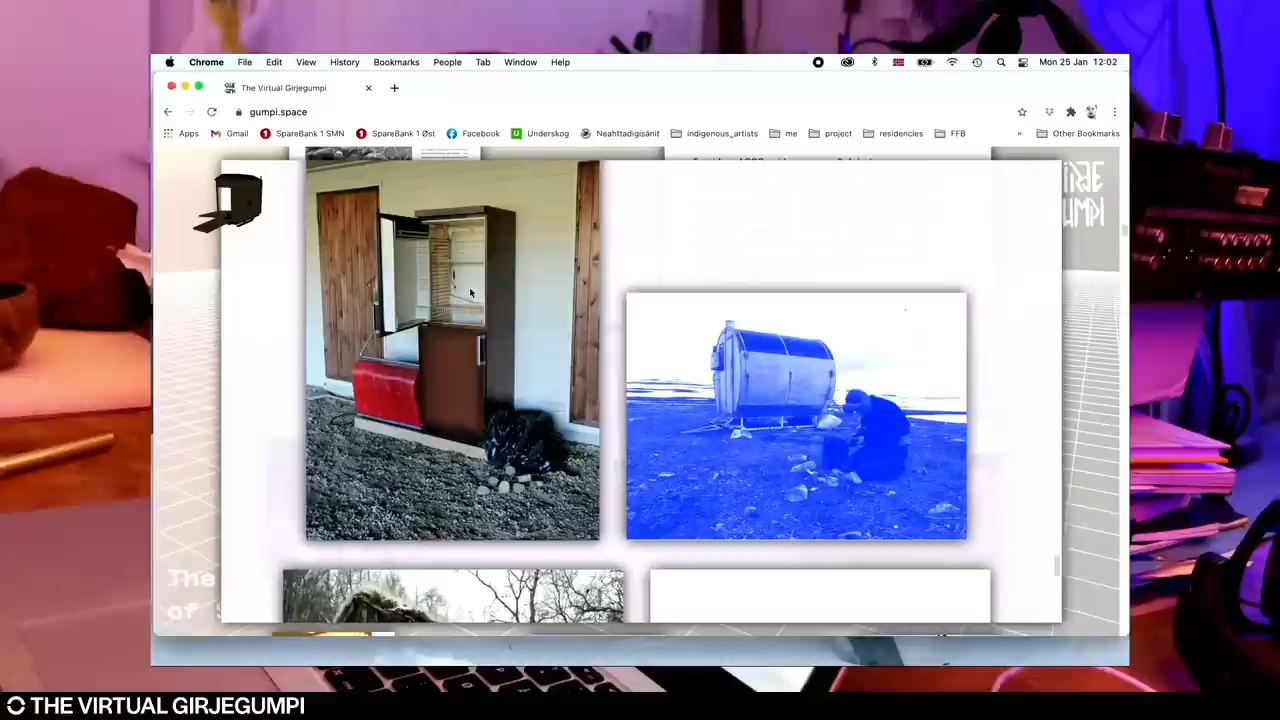 Chrome File Edit View History Bookmarks People Tab Window Help Mon 25 Jan 12:02
The Virtual Girjegumpi
gumpi.space
Apps Gmail SpareBank 1 SMN SpareBank 1 Øst Facebook Underskog Neahttadigisánit indigenous_artists me project residencies FFB » Other Bookmarks
The
of
THE VIRTUAL GIRJEGUMPI